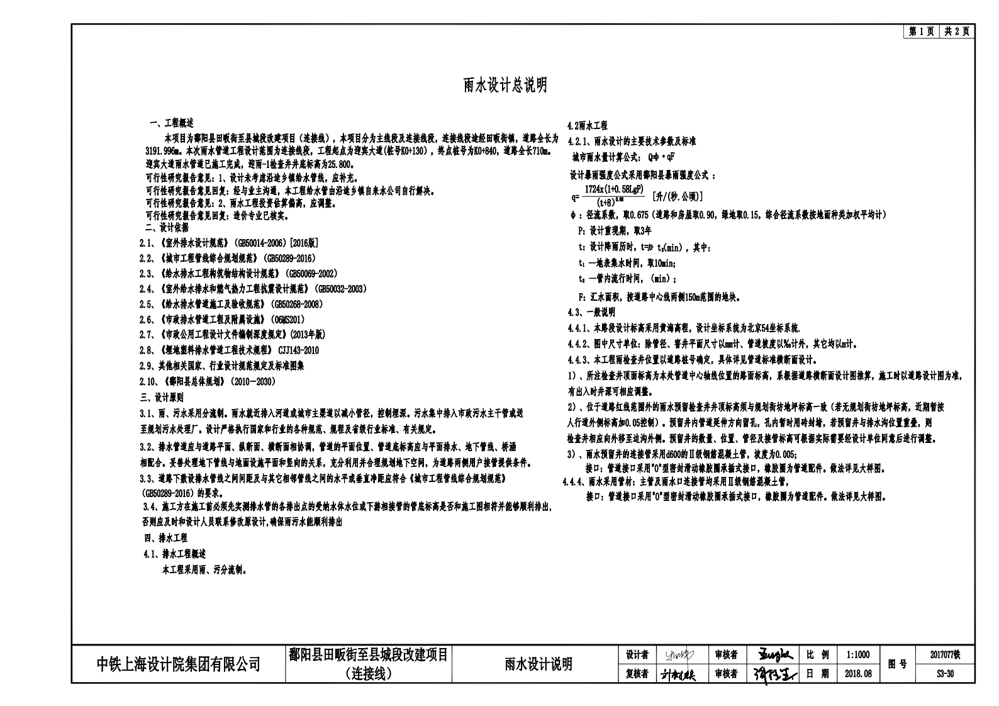 第 1 页 共 2 页
雨水设计总说明
一、工程概述
本项目为鄱阳县田畈街至县城段改建项目（连接线），本项目分为主线段及连接线段，连接线段途经田畈街镇，道路全长为
3191.996m。本次雨水管道工程设计范围为连接线段，工程起点为迎宾大道(桩号K0+130），终点桩号为K0+840，道路全长710m。
迎宾大道雨水管道已施工完成，迎雨-1检查井井底标高为25.800。
可行性研究报告意见：1、设计未考虑沿途乡镇给水管线，应补充。
可行性研究报告意见回复：经与业主沟通，本工程给水管由沿途乡镇自来水公司自行解决。
可行性研究报告意见：2、雨水工程投资估算偏高，应调整。
可行性研究报告意见回复：造价专业已核实。
二、设计依据
2.1、《室外排水设计规范》（GB50014-2006）[2016版]
2.2、《城市工程管线综合规划规范》（GB50289-2016）
2.3、《给水排水工程构筑物结构设计规范》（GB50069-2002）
2.4、《室外给水排水和燃气热力工程抗震设计规范》（GB50032-2003）
2.5、《给水排水管道施工及验收规范》（GB50268-2008）
2.6、《市政排水管道工程及附属设施》（06MS201）
2.7、《市政公用工程设计文件编制深度规定》(2013年版)
2.8、《埋地塑料排水管道工程技术规程》 CJJ143-2010
2.9、其他相关国家、行业设计规范规定及标准图集
2.10、《鄱阳县总体规划》（2010－2030）
三、设计原则
3.1、雨、污水采用分流制。雨水就近排入河道或城市主渠道以减小管径，控制埋深。污水集中排入市政污水主干管或送
至规划污水处理厂。设计严格执行国家和行业的各种规范、规程及省级行业标准、有关规定。
3.2、排水管道应与道路平面、纵断面、横断面相协调，管道的平面位置、管道底标高应与平面排水、地下管线、桥涵
相配合。妥善处理地下管线与地面设施平面和竖向的关系，充分利用并合理规划地下空间，为道路两侧用户接管提供条件。
3.3、道路下敷设排水管线之间间距及与其它相邻管线之间的水平或垂直净距应符合《城市工程管线综合规划规范》
（GB50289-2016）的要求。
3.4、施工方在施工前必须先实测排水管的各排出点的受纳水体水位或下游相接管的管底标高是否和施工图相符并能够顺利排出，
否则应及时和设计人员联系修改原设计,确保雨污水能顺利排出
四、排水工程
4.1、排水工程概述
本工程采用雨、污分流制。
4.2雨水工程
4.2.1、雨水设计的主要技术参数及标准
城市雨水量计算公式： Q=φ·qF
设计暴雨强度公式采用鄱阳县暴雨强度公式 ：
q= 1724x(1+0.58LgP) / (t+8)^0.66 [升/(秒.公顷)]
φ：径流系数，取0.675（道路和房屋取0.90，绿地取0.15，综合径流系数按地面种类加权平均计）
P：设计重现期，取3年
t：设计降雨历时，t=t₁+ t₂(min），其中：
t₁ —地表集水时间，取10min；
t₂ —管内流行时间，（min）；
F：汇水面积，按道路中心线两侧150m范围的地块。
4.3、一般说明
4.4.1、本路段设计标高采用黄海高程，设计坐标系统为北京54坐标系统.
4.4.2、图中尺寸单位：除管径、窨井平面尺寸以mm计、管道坡度以‰计外，其它均以m计。
4.4.3、本工程雨检查井位置以道路桩号确定，具体详见管道标准横断面设计。
1）、所注检查井顶面标高为本处管道中心轴线位置的路面标高，系根据道路横断面设计图推算，施工时以道路设计图为准，
有出入时井深可相应调整。
2）、位于道路红线范围外的雨水预留检查井井顶标高须与规划街坊地坪标高一致（若无规划街坊地坪标高，近期暂按
人行道外侧标高加0.05控制）。预留井内管道延伸方向留孔，孔内暂时用砖封堵，若预留井与排水沟位置重叠，则
检查井相应向外移至边沟外侧。预留井的数量、位置、管径及接管标高可根据实际需要经设计单位同意后进行调整。
3）、雨水预留井的连接管采用d600的Ⅱ级钢筋混凝土管，坡度为0.005；
接口：管道接口采用"O"型密封滑动橡胶圈承插式接口，橡胶圈为管道配件。做法详见大样图。
4.4.4、雨水采用管材：主管及雨水口连接管均采用Ⅱ级钢筋混凝土管，
接口：管道接口采用"O"型密封滑动橡胶圈承插式接口，橡胶圈为管道配件。做法详见大样图。
中铁上海设计院集团有限公司
鄱阳县田畈街至县城段改建项目
（连接线）
雨水设计说明
设计者 审核者 比 例 1:1000 图 号 2017077铁
复核者 审核者 日 期 2018.08 S3-30